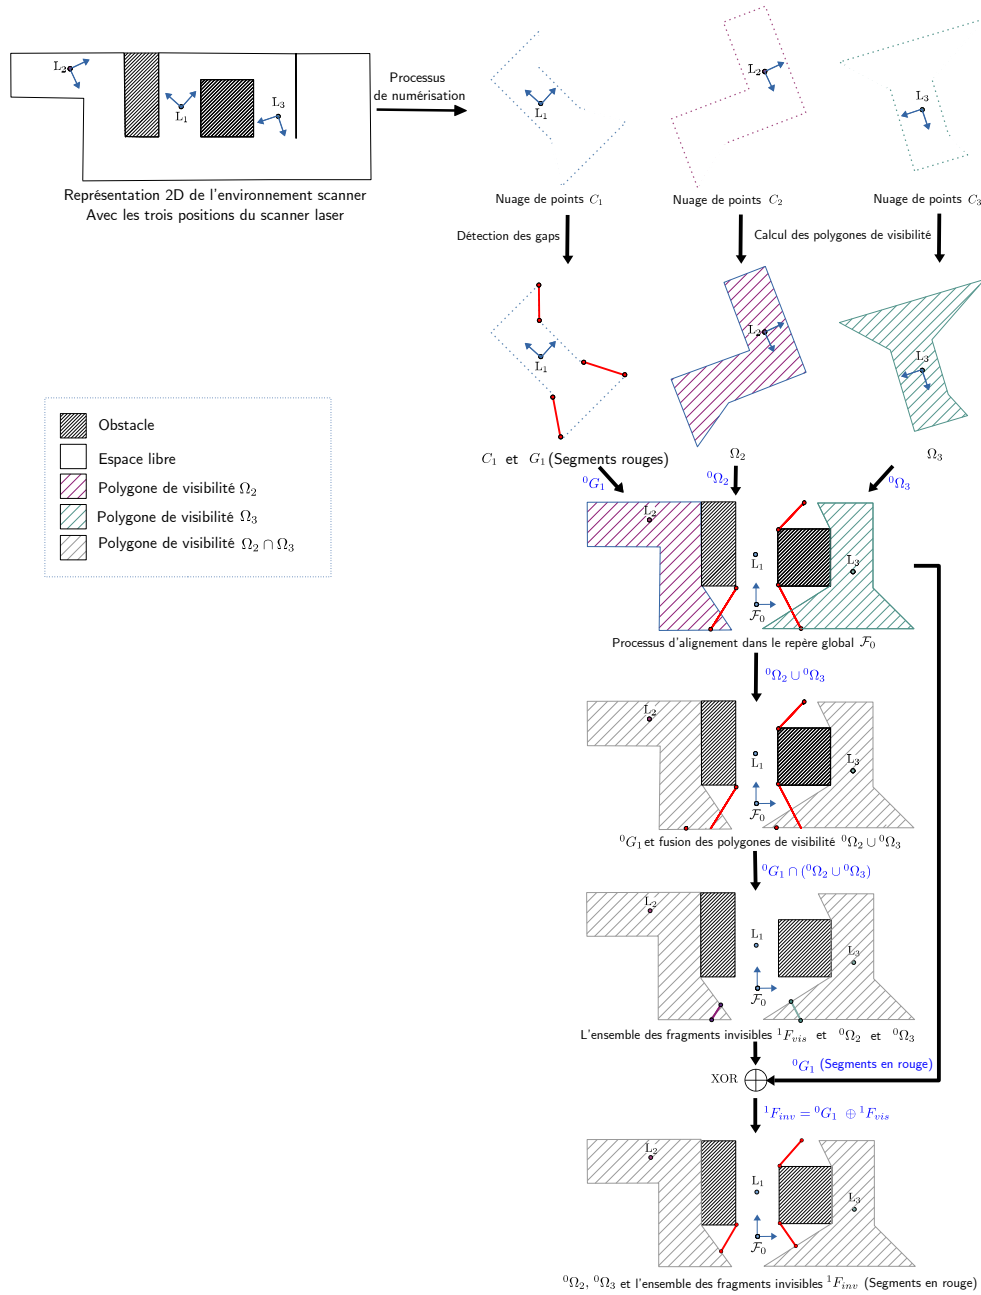 L₂
L₁
L₃
Processus
de numérisation
L₁
L₂
L₃
Représentation 2D de l'environnement scanner
Avec les trois positions du scanner laser
Nuage de points C₁
Nuage de points C₂
Nuage de points C₃
Détection des gaps
Calcul des polygones de visibilité
L₁
L₂
L₃
C₁ et G₁(Segments rouges)
Ω₂
Ω₃
Obstacle
Espace libre
Polygone de visibilité Ω₂
Polygone de visibilité Ω₃
Polygone de visibilité Ω₂ ∩ Ω₃
⁰G₁
⁰Ω₂
⁰Ω₃
L₂
L₁
L₃
F₀
Processus d'alignement dans le repère global F₀
⁰Ω₂ ∪ ⁰Ω₃
L₂
L₁
L₃
F₀
⁰G₁ et fusion des polygones de visibilité ⁰Ω₂ ∪ ⁰Ω₃
⁰G₁ ∩ (⁰Ω₂ ∪ ⁰Ω₃)
L₂
L₁
L₃
F₀
L'ensemble des fragments invisibles ¹F_vis et ⁰Ω₂ et ⁰Ω₃
⁰G₁ (Segments en rouge)
XOR
¹F_inv = ⁰G₁ ⊕ ¹F_vis
L₂
L₁
L₃
F₀
⁰Ω₂, ⁰Ω₃ et l'ensemble des fragments invisibles ¹F_inv (Segments en rouge)